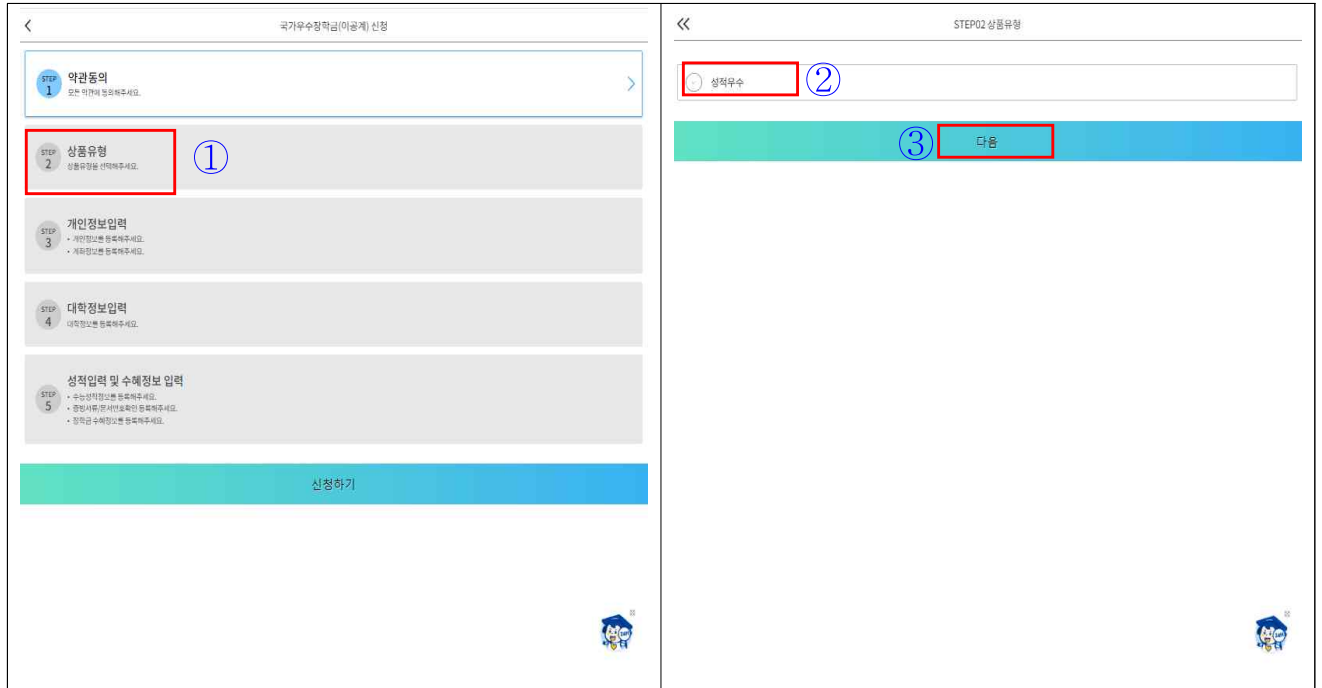 국가우수장학금(이공계) 신청
STEP
1
약관동의
모든 약관에 동의해주세요.
STEP
2
상품유형
상품유형을 선택해주세요.
①
STEP
3
개인정보입력
• 개인정보를 등록해주세요.
• 계좌정보를 등록해주세요.
STEP
4
대학정보입력
대학정보를 등록해주세요.
STEP
5
성적입력 및 수혜정보 입력
• 수능성적정보를 등록해주세요.
• 증빙서류/문서번호확인 등록해주세요.
• 장학금 수혜정보를 등록해주세요.
신청하기
STEP02 상품유형
성적우수
②
③
다음